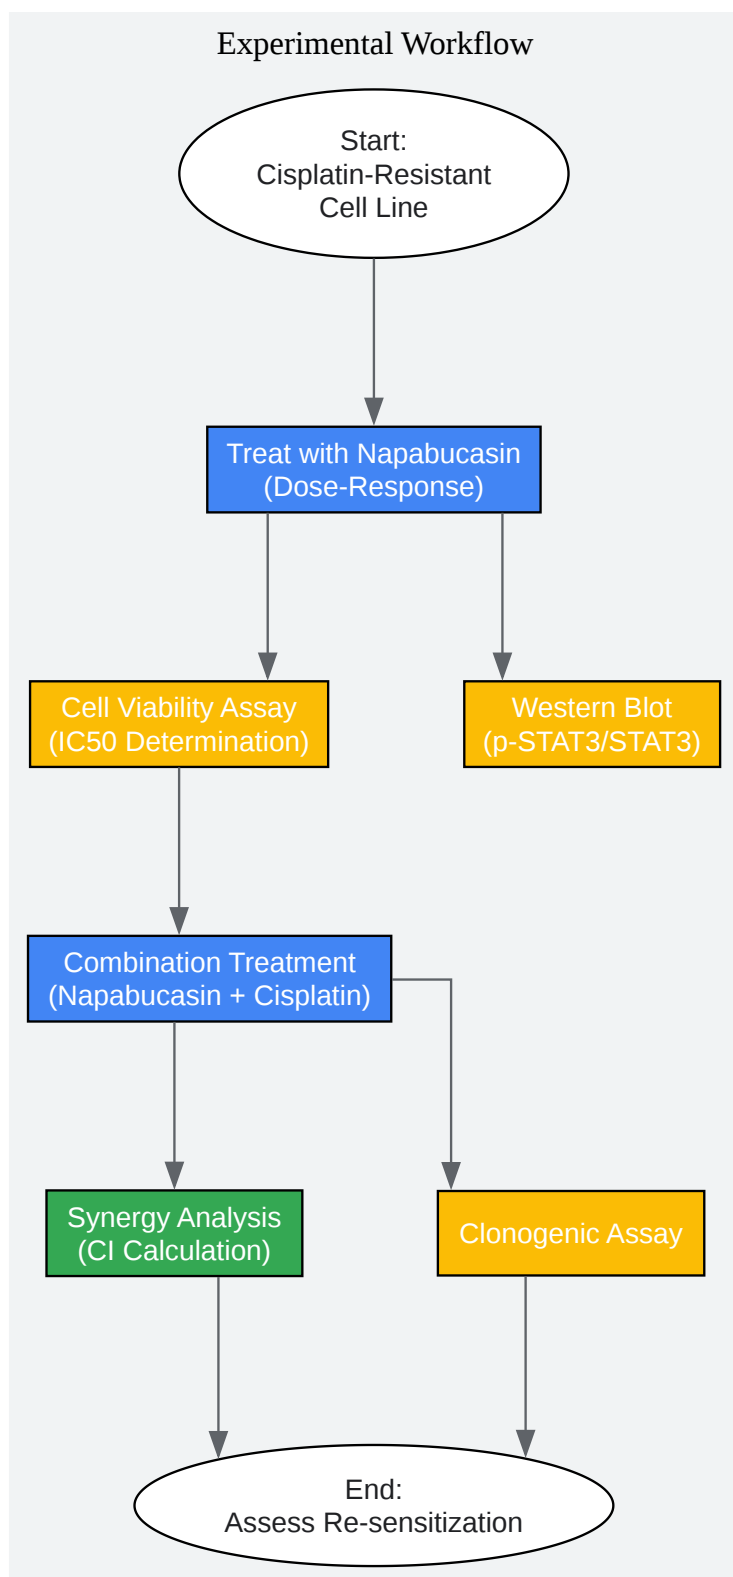 Experimental Workflow
Start:
Cisplatin-Resistant
Cell Line
Treat with Napabucasin
(Dose-Response)
Cell Viability Assay
(IC50 Determination)
Western Blot
(p-STAT3/STAT3)
Combination Treatment
(Napabucasin + Cisplatin)
Synergy Analysis
(CI Calculation)
Clonogenic Assay
End:
Assess Re-sensitization